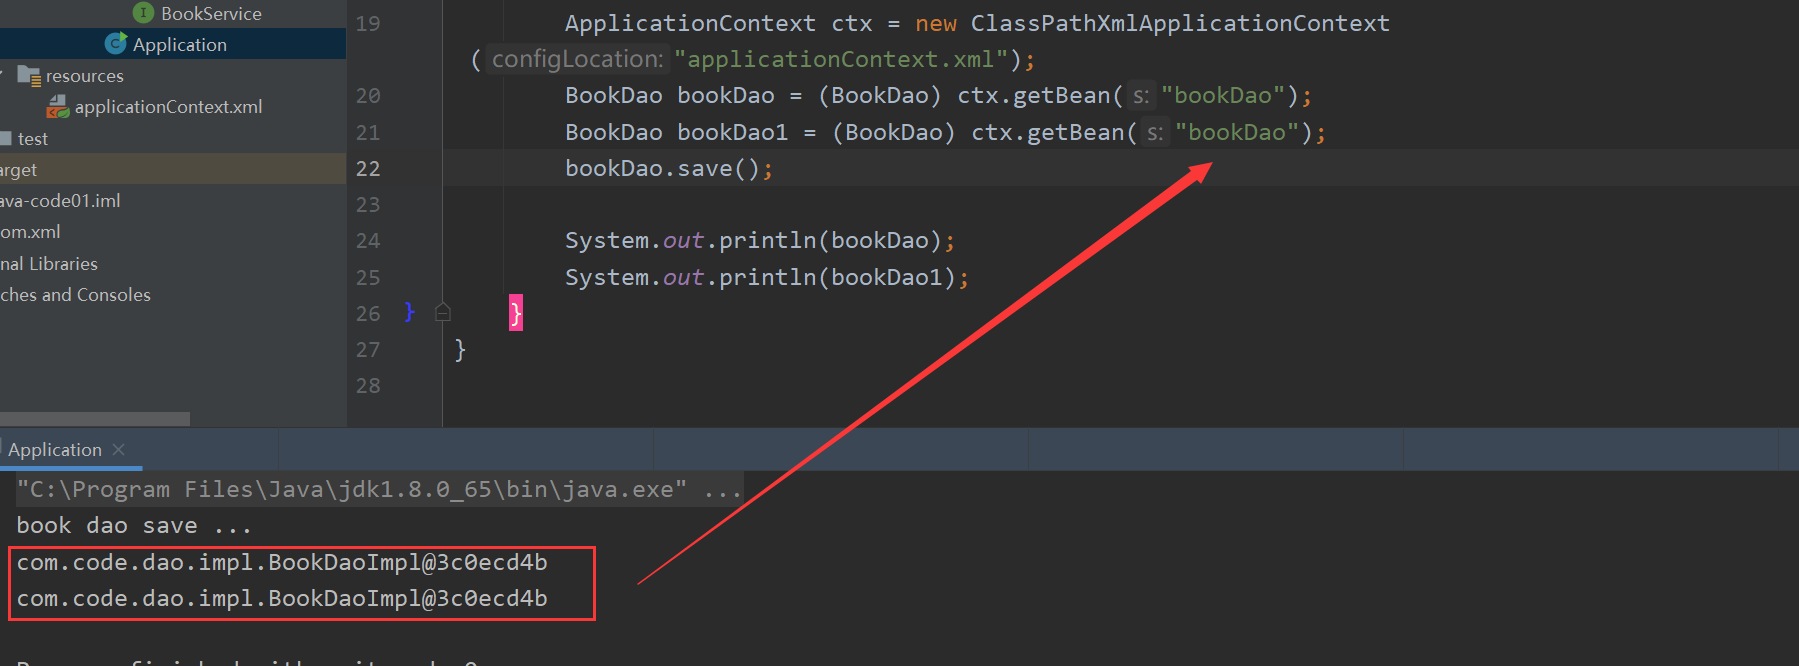 BookService
Application
resources
applicationContext.xml
test
arget
ava-code01.iml
om.xml
nal Libraries
ches and Consoles
19 ApplicationContext ctx = new ClassPathXmlApplicationContext
( configLocation: "applicationContext.xml");
20 BookDao bookDao = (BookDao) ctx.getBean( s: "bookDao");
21 BookDao bookDao1 = (BookDao) ctx.getBean( s: "bookDao");
22 bookDao.save();
23
24 System.out.println(bookDao);
25 System.out.println(bookDao1);
26 } }
27 }
28
Application
"C:\Program Files\Java\jdk1.8.0_65\bin\java.exe" ...
book dao save ...
com.code.dao.impl.BookDaoImpl@3c0ecd4b
com.code.dao.impl.BookDaoImpl@3c0ecd4b